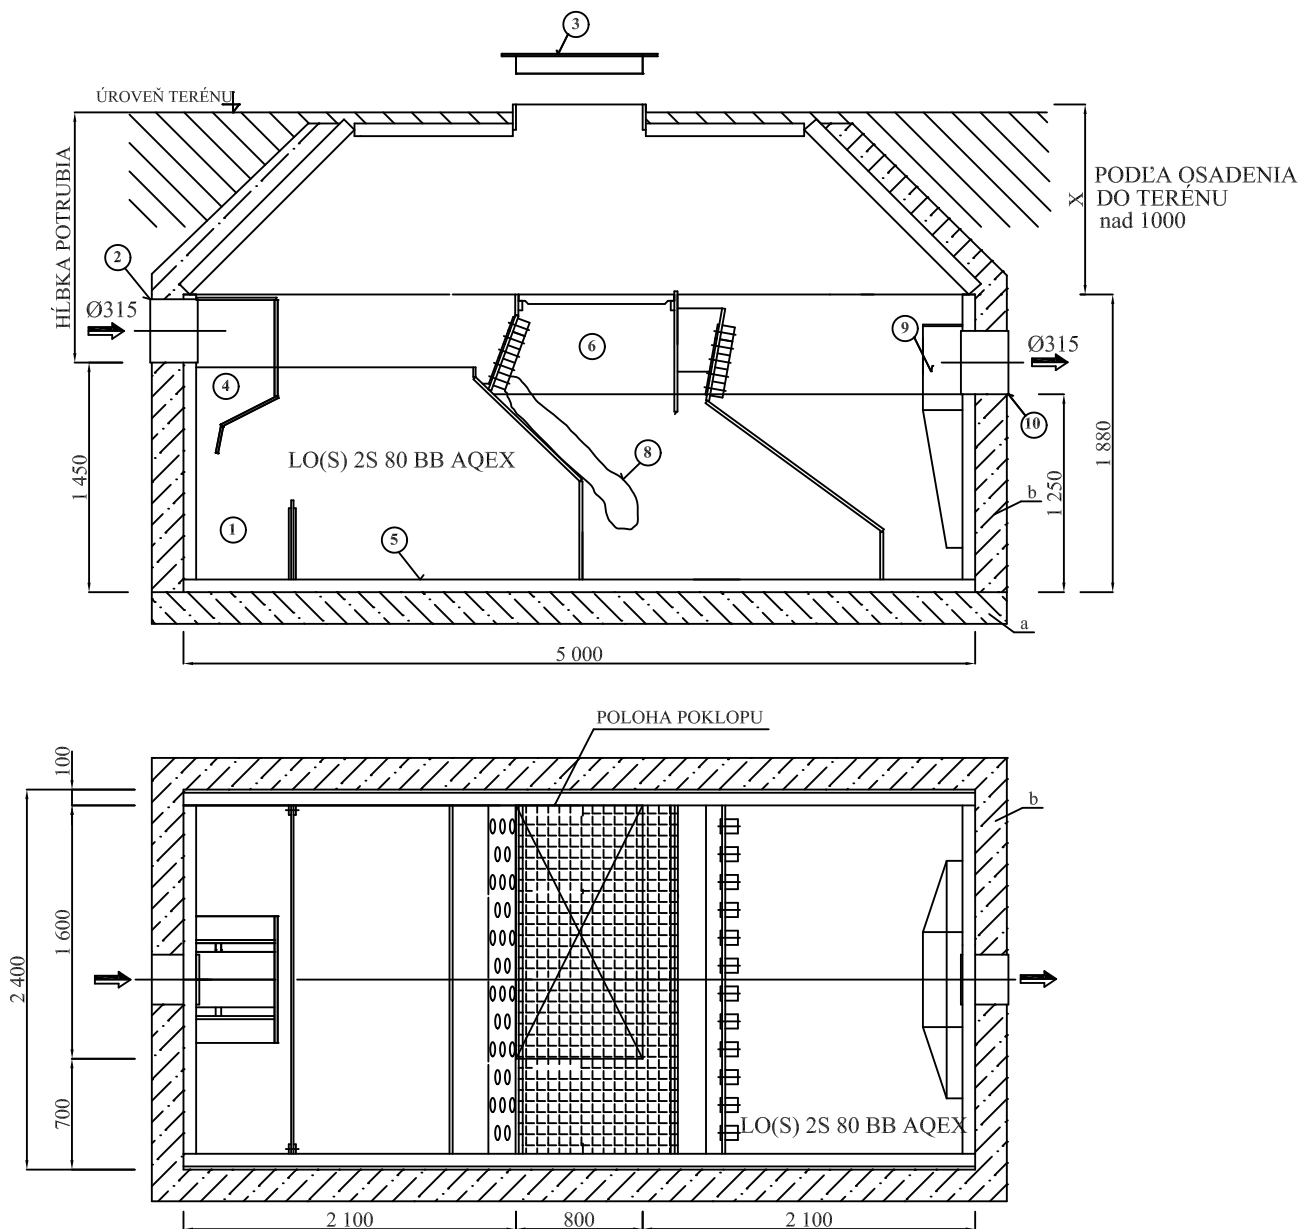 3
ÚROVEŇ TERÉNU
HĹBKA POTRUBIA
X
PODĽA OSADENIA
DO TERÉNU
nad 1000
2
Ø315
6
9
Ø315
4
10
LO(S) 2S 80 BB AQEX
8
1 450
1 250
1 880
b
1
5
a
5 000
POLOHA POKLOPU
100
b
1 600
2 400
700
LO(S) 2S 80 BB AQEX
2 100
800
2 100